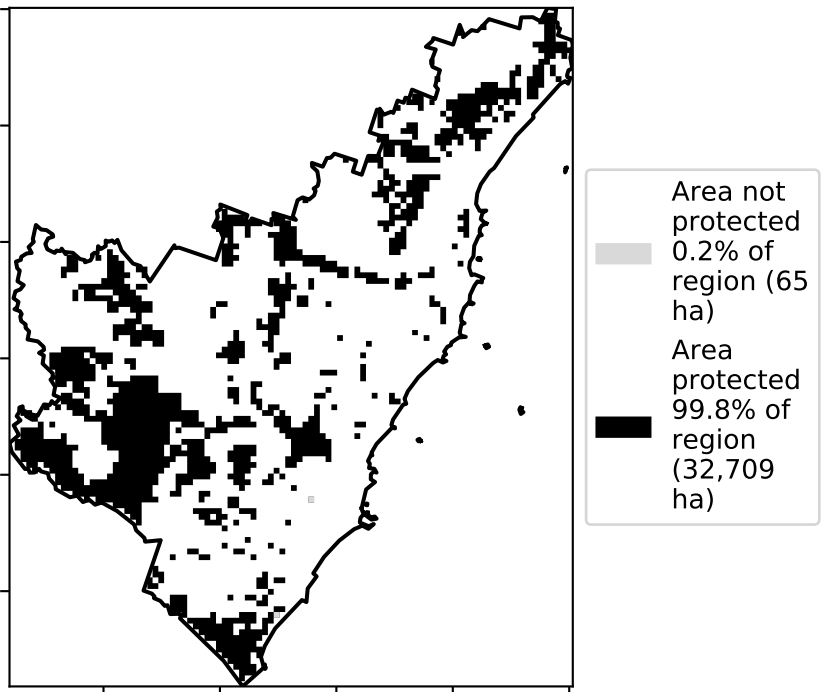 Area not
protected
0.2% of
region (65
ha)
Area
protected
99.8% of
region
(32,709
ha)